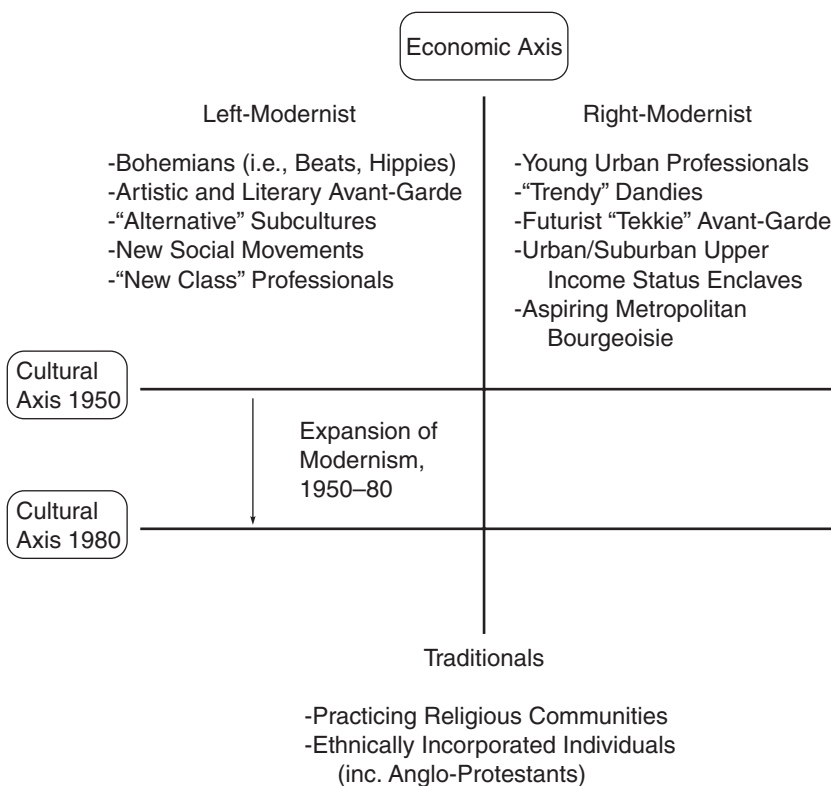 Economic Axis
Left-Modernist
-Bohemians (i.e., Beats, Hippies)
-Artistic and Literary Avant-Garde
-“Alternative” Subcultures
-New Social Movements
-“New Class” Professionals
Right-Modernist
-Young Urban Professionals
-“Trendy” Dandies
-Futurist “Tekkie” Avant-Garde
-Urban/Suburban Upper
Income Status Enclaves
-Aspiring Metropolitan
Bourgeoisie
Cultural
Axis 1950
Expansion of
Modernism,
1950–80
Cultural
Axis 1980
Traditionals
-Practicing Religious Communities
-Ethnically Incorporated Individuals
(inc. Anglo-Protestants)